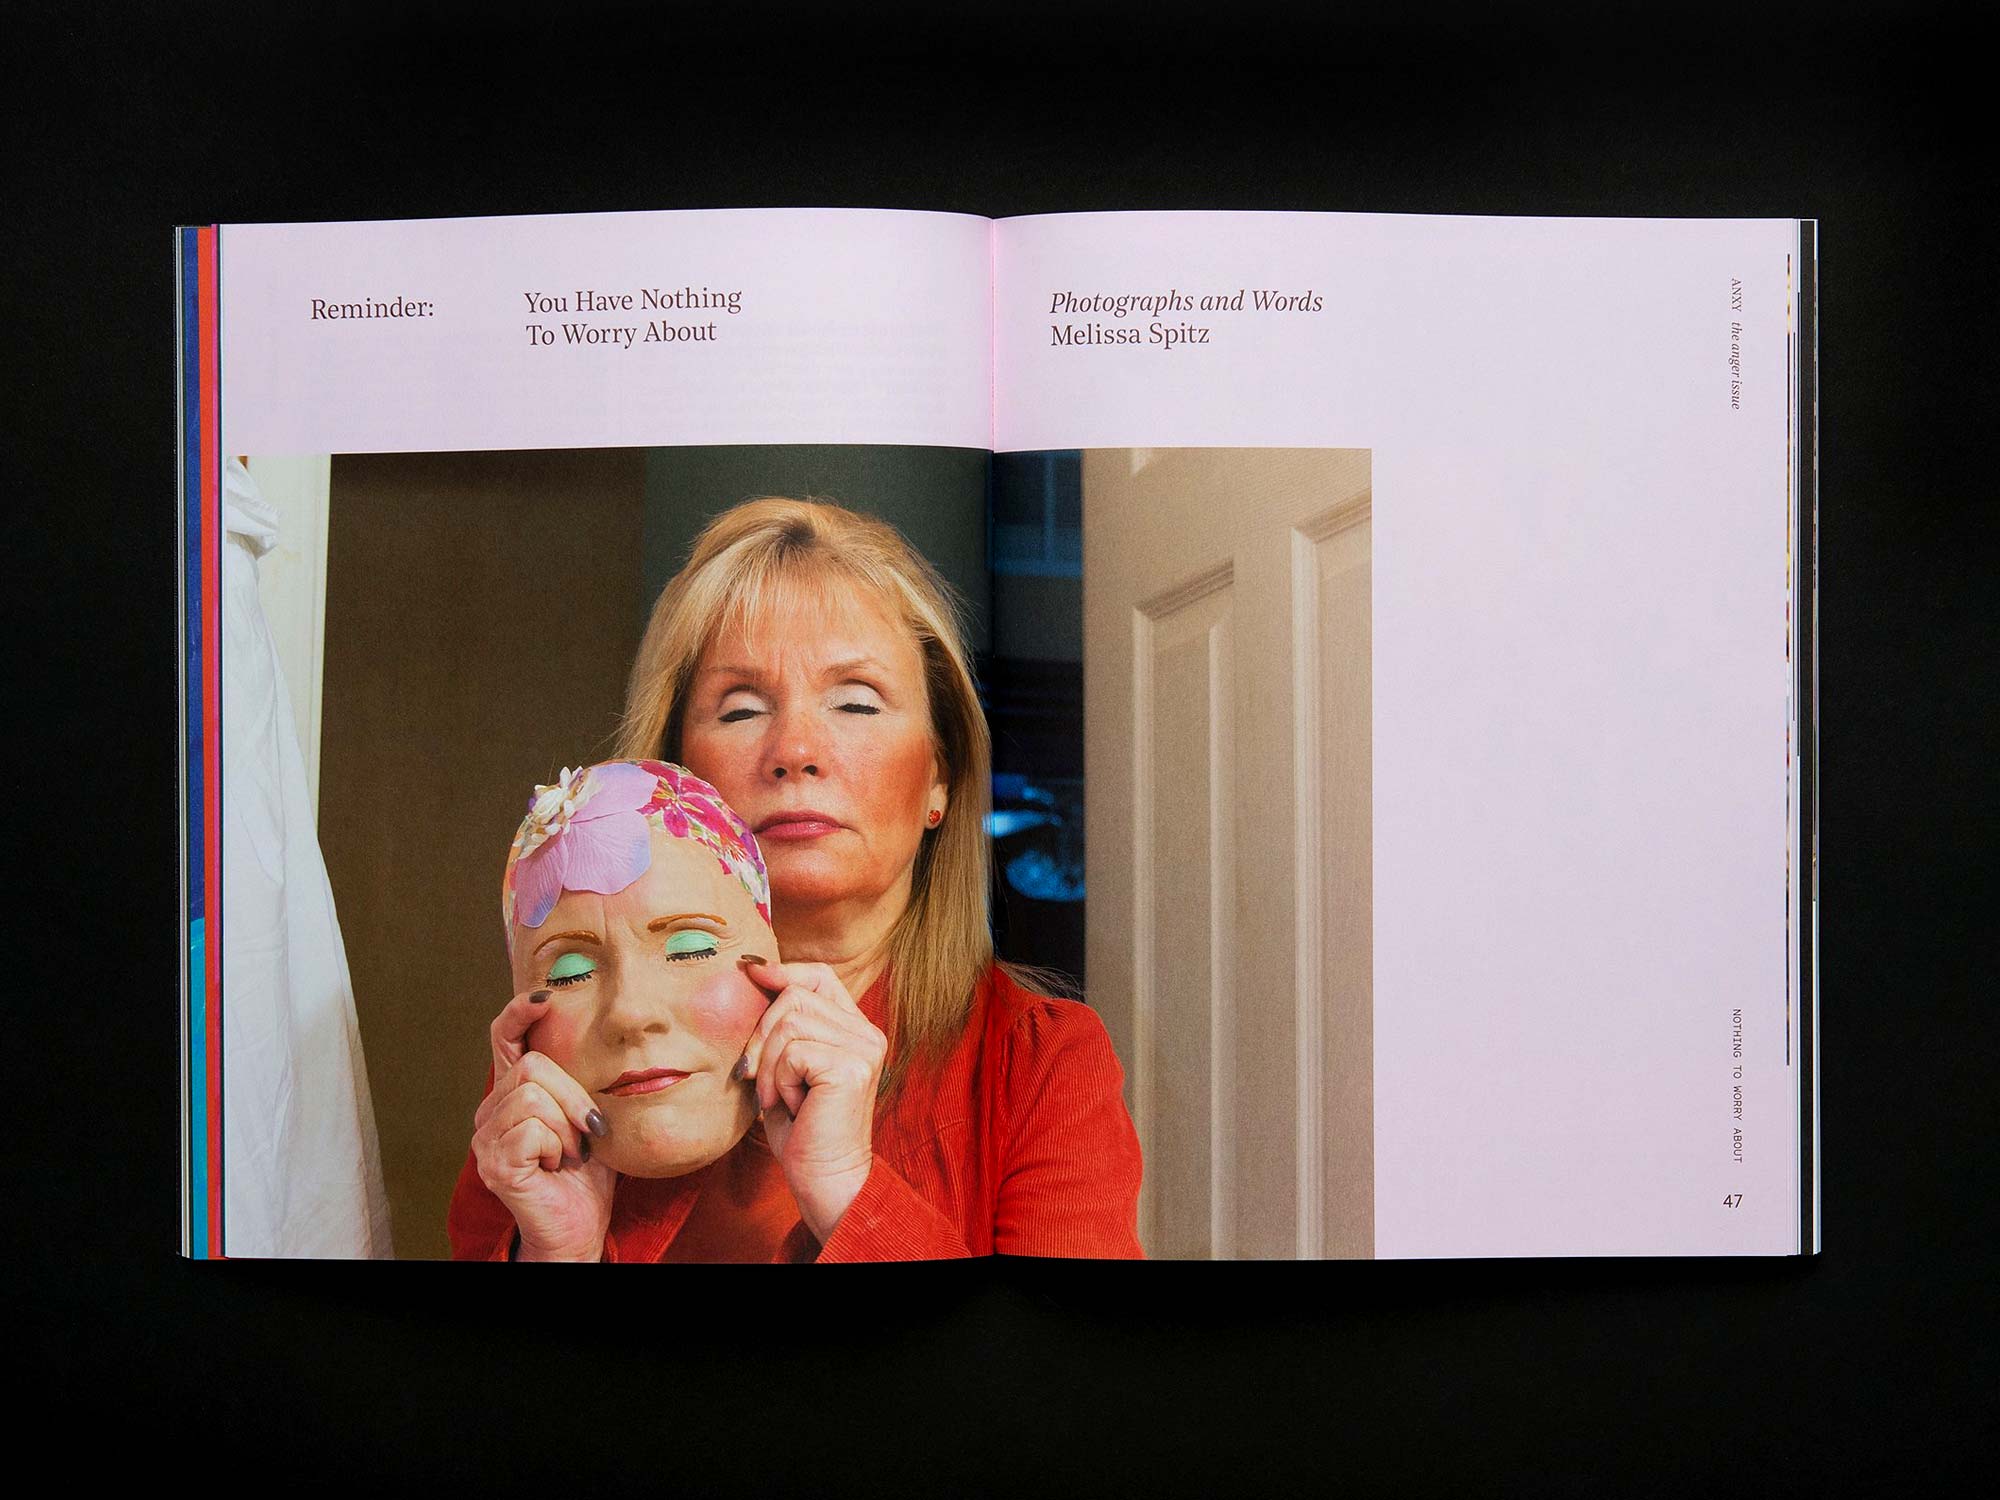 Reminder:
You Have Nothing
To Worry About
Photographs and Words
Melissa Spitz
ANXY the anger issue
NOTHING TO WORRY ABOUT
47